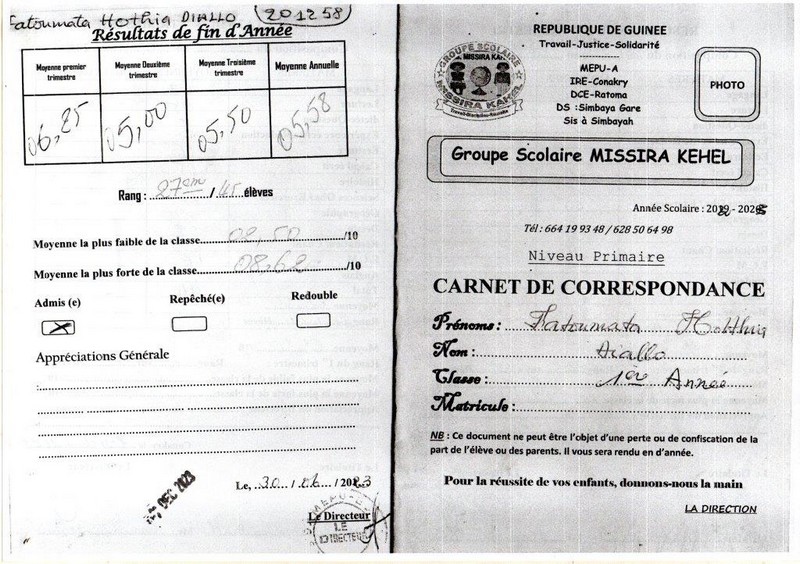 Fatoumata Hothia DIALLO (201258)
Résultats de fin d'Année
Moyenne premier trimestre
Moyenne Deuxième trimestre
Moyenne Troisième trimestre
Moyenne Annuelle
06,25
05,00
05,50
05,58
Rang : 27em / 45 élèves
Moyenne la plus faible de la classe 02,50 /10
Moyenne la plus forte de la classe 08,62 /10
Admis (e)
Repêché(e)
Redouble
Appréciations Générale
DEC 2023
Le, 30 / 06 / 2023
Le Directeur
LE
DIRECTEUR
REPUBLIQUE DE GUINEE
Travail-Justice-Solidarité
MEPU-A
IRE-Conakry
DCE-Ratoma
DS :Simbaya Gare
Sis à Simbayah
GROUPE SCOLAIRE
MISSIRA KAHEL
PHOTO
Groupe Scolaire MISSIRA KEHEL
Année Scolaire :
Tél : 664 19 93 48 / 628 50 64 98
Niveau Primaire
CARNET DE CORRESPONDANCE
Prénoms : Fatoumata Hothia
Nom : Diallo
Classe : 1ère Année
Matricule :
NB : Ce document ne peut être l'objet d'une perte ou de confiscation de la
part de l'élève ou des parents. Il vous sera rendu en d'année.
Pour la réussite de vos enfants, donnons-nous la main
LA DIRECTION